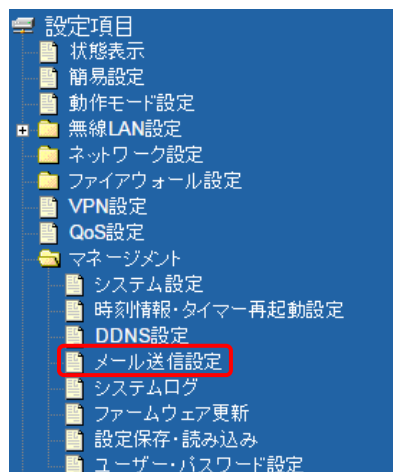 設定項目
状態表示
簡易設定
動作モード設定
無線LAN設定
ネットワーク設定
ファイアウォール設定
VPN設定
QoS設定
マネージメント
システム設定
時刻情報・タイマー再起動設定
DDNS設定
メール送信設定
システムログ
ファームウェア更新
設定保存・読み込み
ユーザー・パスワード設定